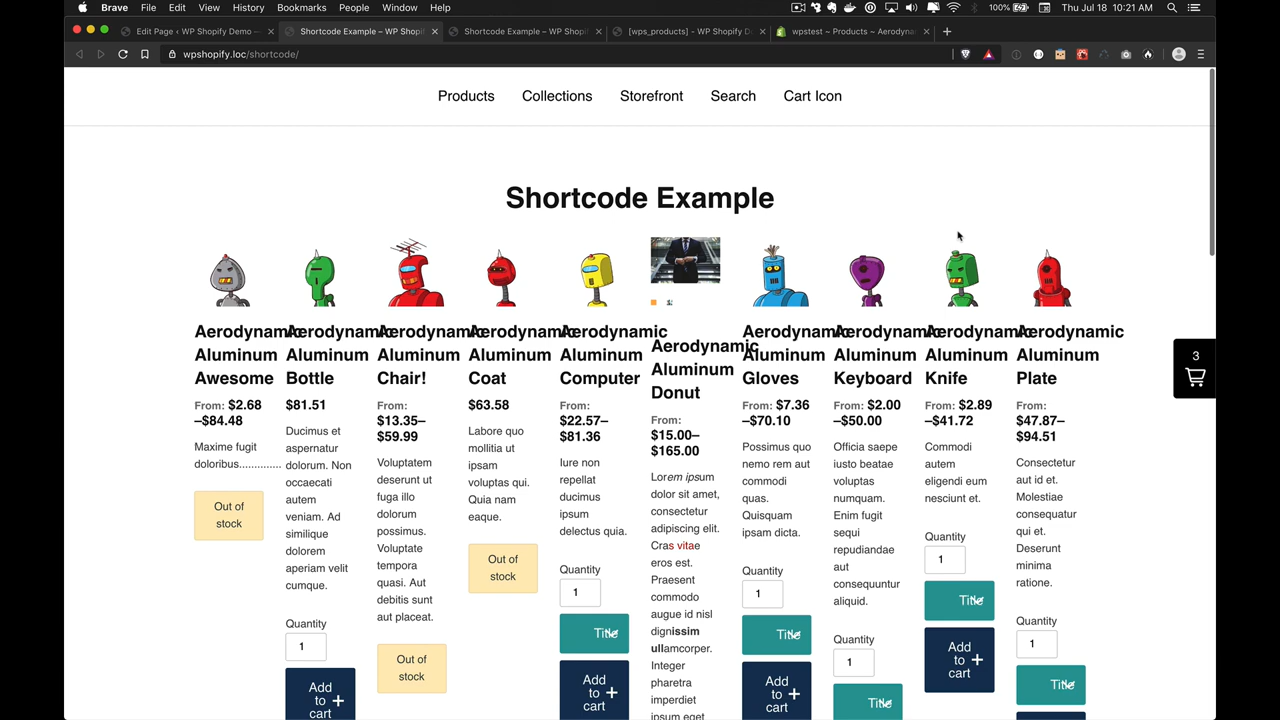 Brave File Edit View History Bookmarks People Window Help 100% Thu Jul 18 10:21 AM
Edit Page ‹ WP Shopify Demo — Shortcode Example – WP Shopif Shortcode Example – WP Shopif [wps_products] – WP Shopify D wpstest ~ Products ~ Aerodyna
wpshopify.loc/shortcode/
Products Collections Storefront Search Cart Icon
Shortcode Example
3
Aerodynamic
Aluminum
Awesome
From: $2.68
–$84.48
Maxime fugit
doloribus..............
Out of
stock
Aerodynamic
Aluminum
Bottle
$81.51
Ducimus et
aspernatur
dolorum. Non
occaecati
autem
veniam. Ad
similique
dolorem
aperiam velit
cumque.
Quantity
1
Add
to
cart
Aerodynamic
Aluminum
Chair!
From:
$13.35–
$59.99
Voluptatem
deserunt ut
fuga illo
dolorum
possimus.
Voluptate
tempora
quasi. Aut
debitis sunt
aut placeat.
Out of
stock
Aerodynamic
Aluminum
Coat
$63.58
Labore quo
mollitia ut
ipsam
voluptas qui.
Quia nam
eaque.
Out of
stock
Aerodynamic
Aluminum
Computer
From:
$22.57–
$81.36
Iure non
repellat
ducimus
ipsum
delectus quia.
Quantity
1
Title
Add
to
cart
Aerodynamic
Aluminum
Donut
From:
$15.00–
$165.00
Lorem ipsum
dolor sit amet,
consectetur
adipiscing elit.
Cras vitae
eros est.
Praesent
commodo
augue id nisl
dignissim
ullamcorper.
Integer
pharetra
imperdiet
ipsum eget
Aerodynamic
Aluminum
Gloves
From: $7.36
–$70.10
Possimus quo
nemo rem aut
commodi
quas.
Quisquam
ipsam dicta.
Quantity
1
Title
Add
to
cart
Aerodynamic
Aluminum
Keyboard
From: $2.00
–$50.00
Officia saepe
iusto beatae
voluptas
numquam.
Enim fugit
sequi
repudiandae
aut
consequuntur
aliquid.
Quantity
1
Title
Aerodynamic
Aluminum
Knife
From: $2.89
–$41.72
Commodi
autem
eligendi eum
nesciunt et.
Quantity
1
Title
Add
to
cart
Aerodynamic
Aluminum
Plate
From:
$47.87–
$94.51
Consectetur
aut id et.
Molestiae
consequatur
qui et.
Deserunt
minima
ratione.
Quantity
1
Title